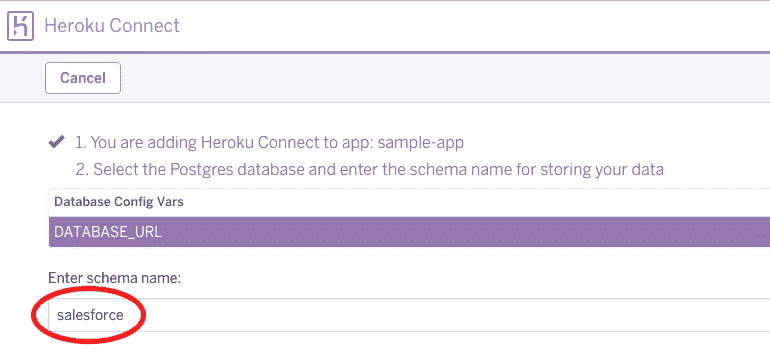 Heroku Connect
Cancel
1. You are adding Heroku Connect to app: sample-app
2. Select the Postgres database and enter the schema name for storing your data
Database Config Vars
DATABASE_URL
Enter schema name:
salesforce